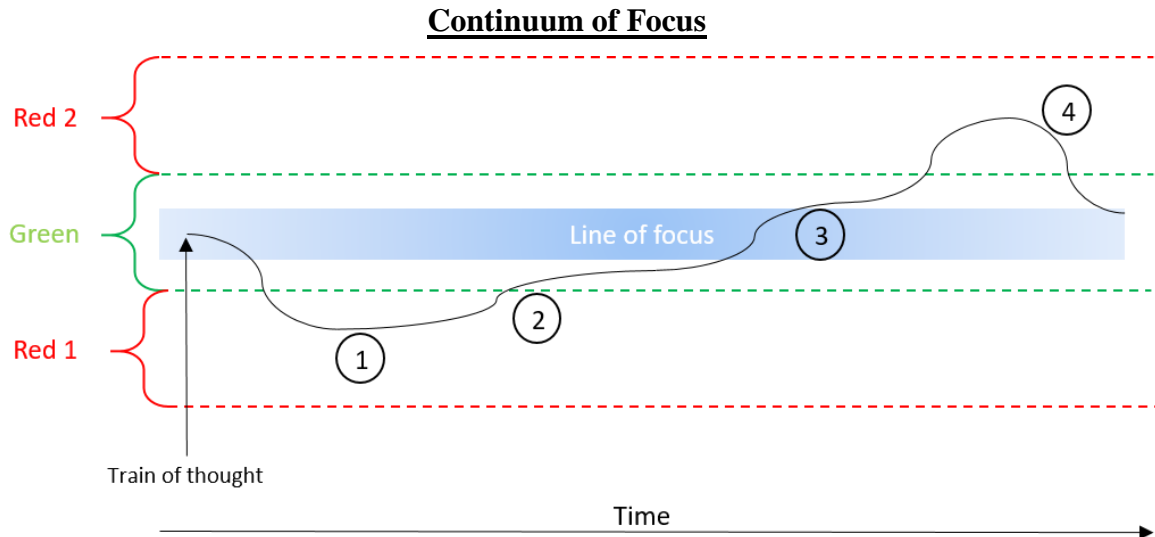 Continuum of Focus
Red 2
4
Green
Line of focus
3
2
Red 1
1
Train of thought
Time